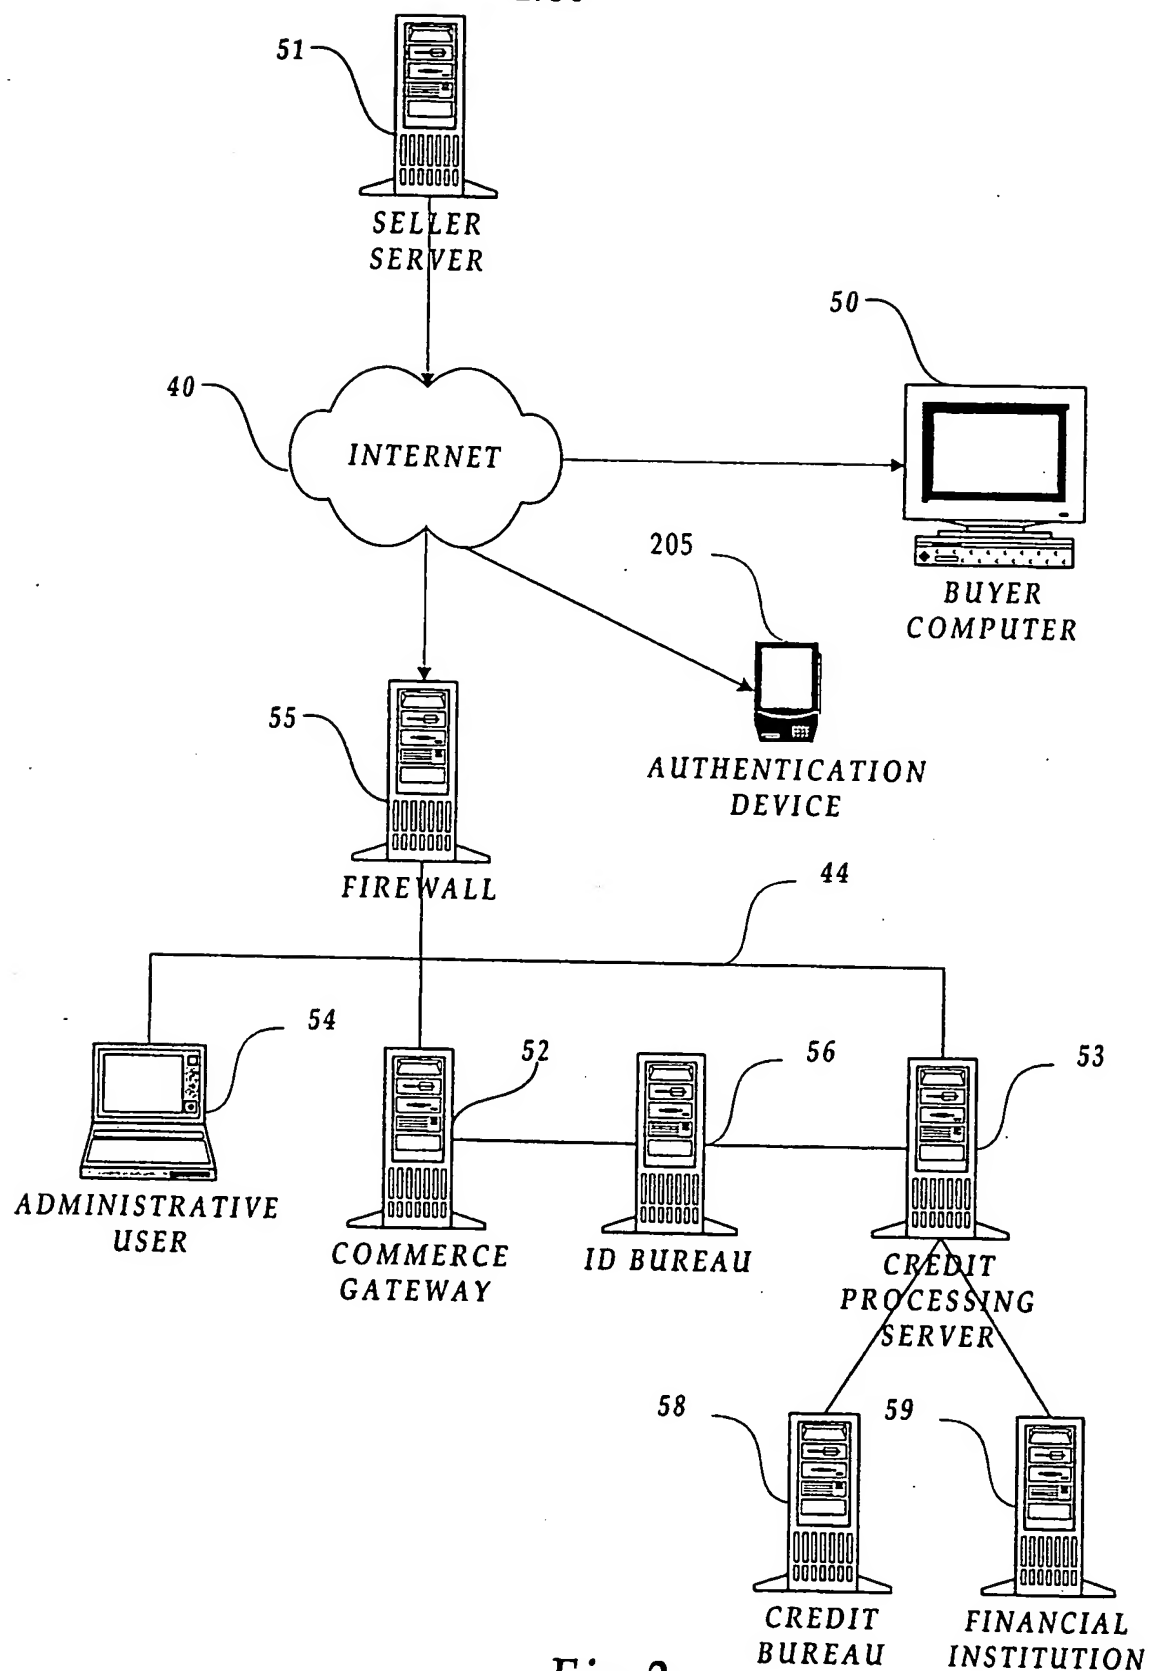 51
SELLER
SERVER
50
40
INTERNET
205
BUYER
COMPUTER
55
AUTHENTICATION
DEVICE
FIREWALL
44
54
52
56
53
ADMINISTRATIVE
USER
COMMERCE
GATEWAY
ID BUREAU
CREDIT
PROCESSING
SERVER
58
59
CREDIT
BUREAU
FINANCIAL
INSTITUTION